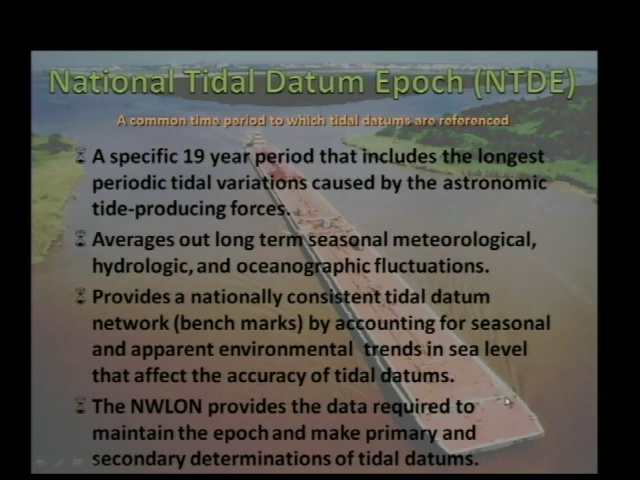 National Tidal Datum Epoch (NTDE)
A common time period to which tidal datums are referenced
A specific 19 year period that includes the longest
periodic tidal variations caused by the astronomic
tide-producing forces.
Averages out long term seasonal meteorological,
hydrologic, and oceanographic fluctuations.
Provides a nationally consistent tidal datum
network (bench marks) by accounting for seasonal
and apparent environmental trends in sea level
that affect the accuracy of tidal datums.
The NWLON provides the data required to
maintain the epoch and make primary and
secondary determinations of tidal datums.